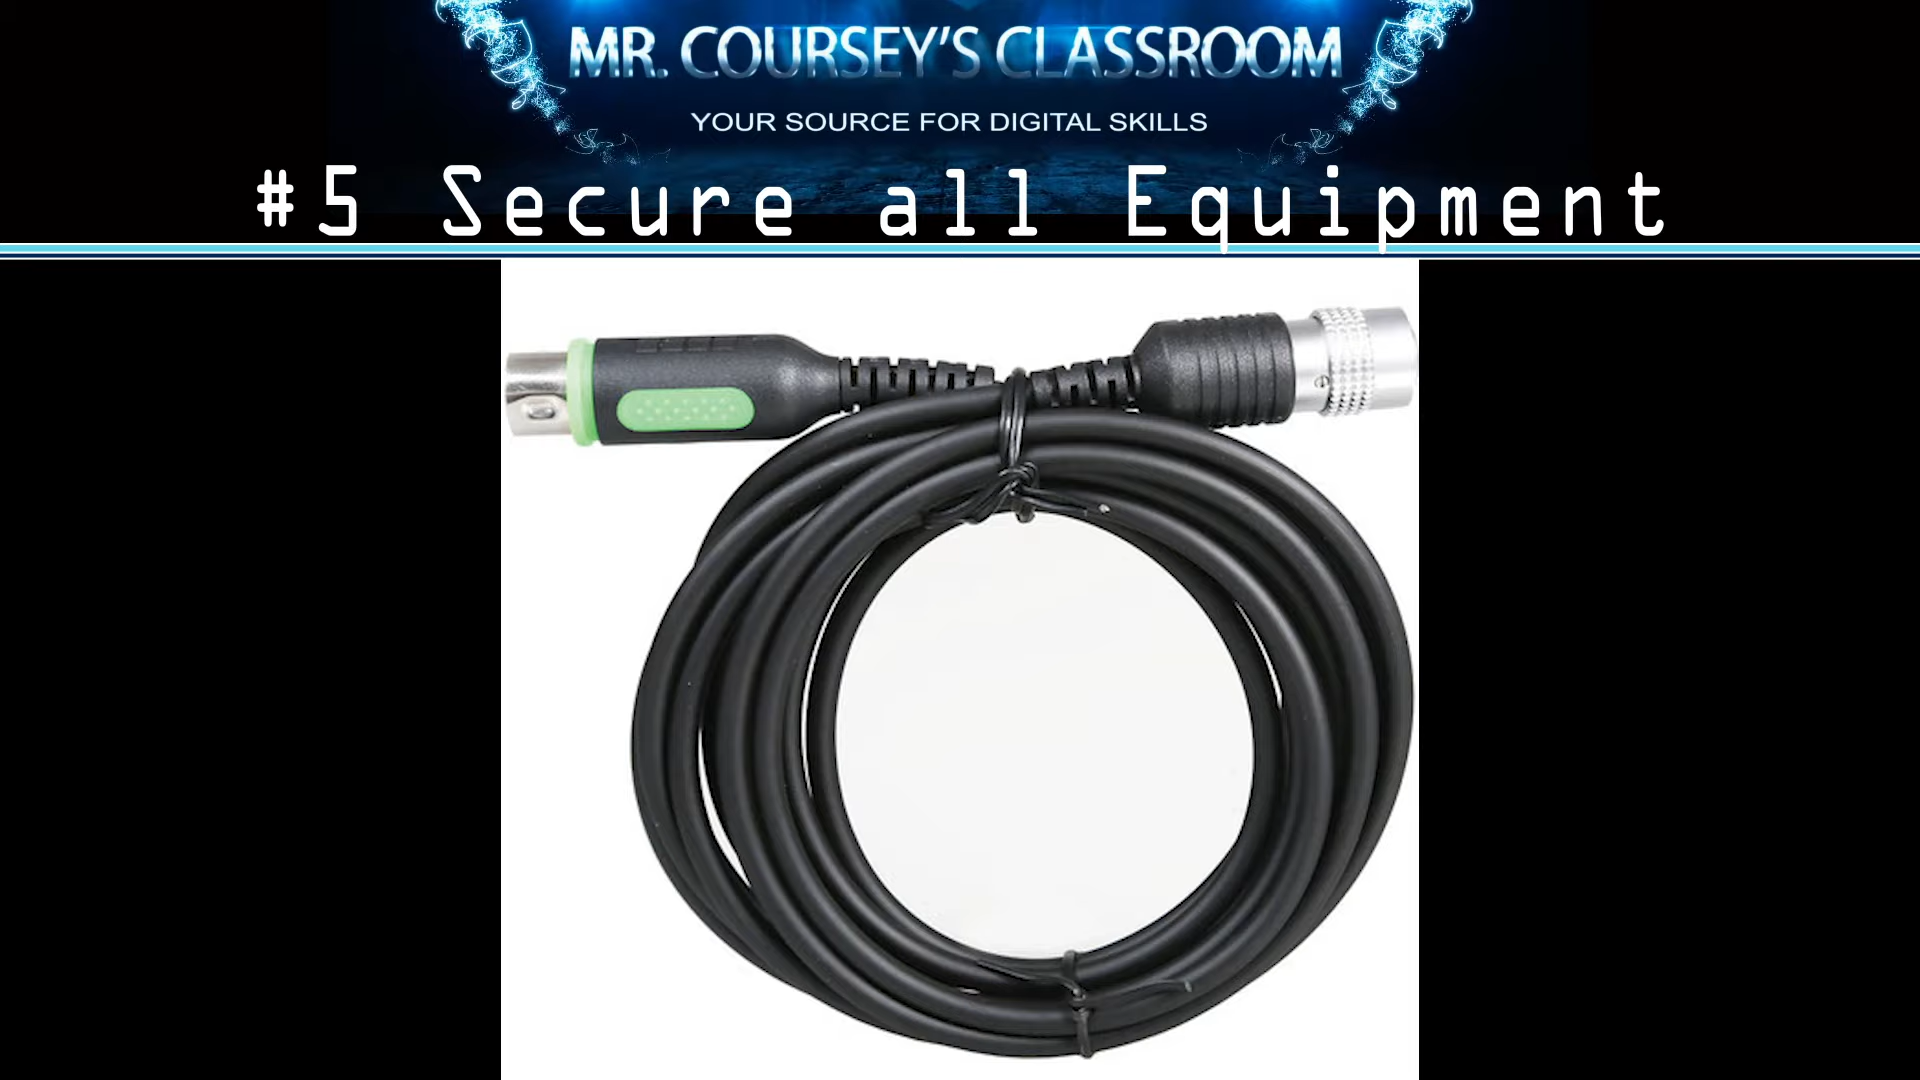 MR. COURSEY'S CLASSROOM
YOUR SOURCE FOR DIGITAL SKILLS
#5 Secure all Equipment